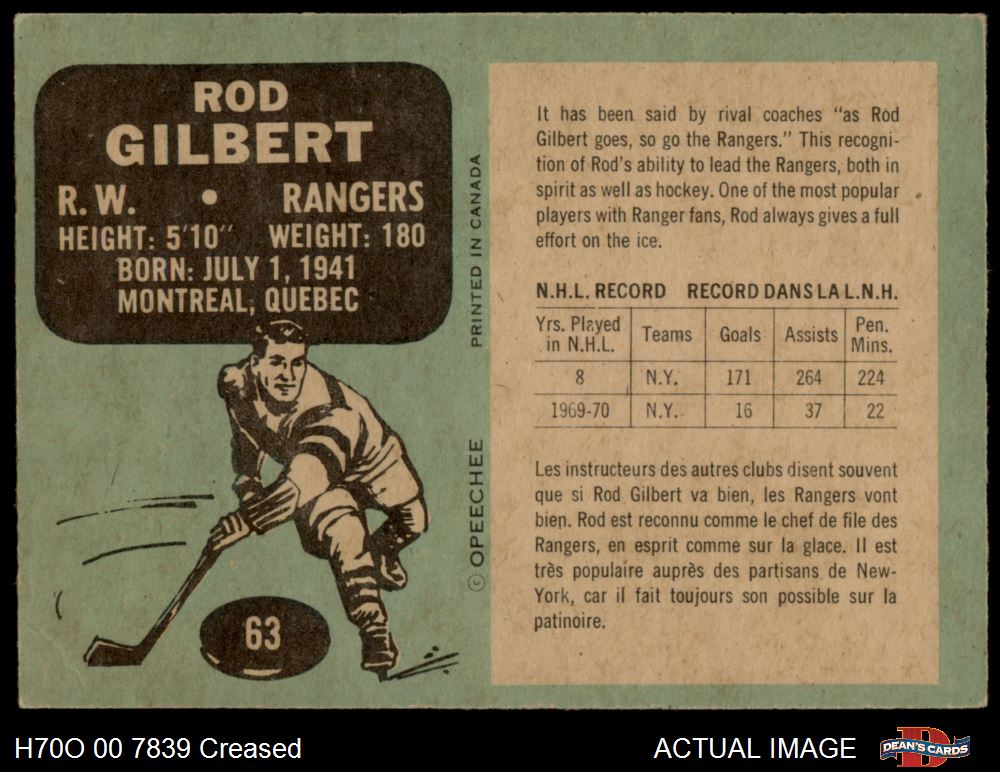 ROD
GILBERT
R. W. • RANGERS
HEIGHT: 5'10" WEIGHT: 180
BORN: JULY 1, 1941
MONTREAL, QUEBEC
63
PRINTED IN CANADA
© OPEECHEE
It has been said by rival coaches "as Rod
Gilbert goes, so go the Rangers." This recogni-
tion of Rod's ability to lead the Rangers, both in
spirit as well as hockey. One of the most popular
players with Ranger fans, Rod always gives a full
effort on the ice.
N.H.L. RECORD RECORD DANS LA L.N.H.
Yrs. Played in N.H.L. Teams Goals Assists Pen. Mins.
8 N.Y. 171 264 224
1969-70 N.Y. 16 37 22
Les instructeurs des autres clubs disent souvent
que si Rod Gilbert va bien, les Rangers vont
bien. Rod est reconnu comme le chef de file des
Rangers, en esprit comme sur la glace. Il est
très populaire auprès des partisans de New-
York, car il fait toujours son possible sur la
patinoire.
H70O 00 7839 Creased
ACTUAL IMAGE
DEAN'S CARDS